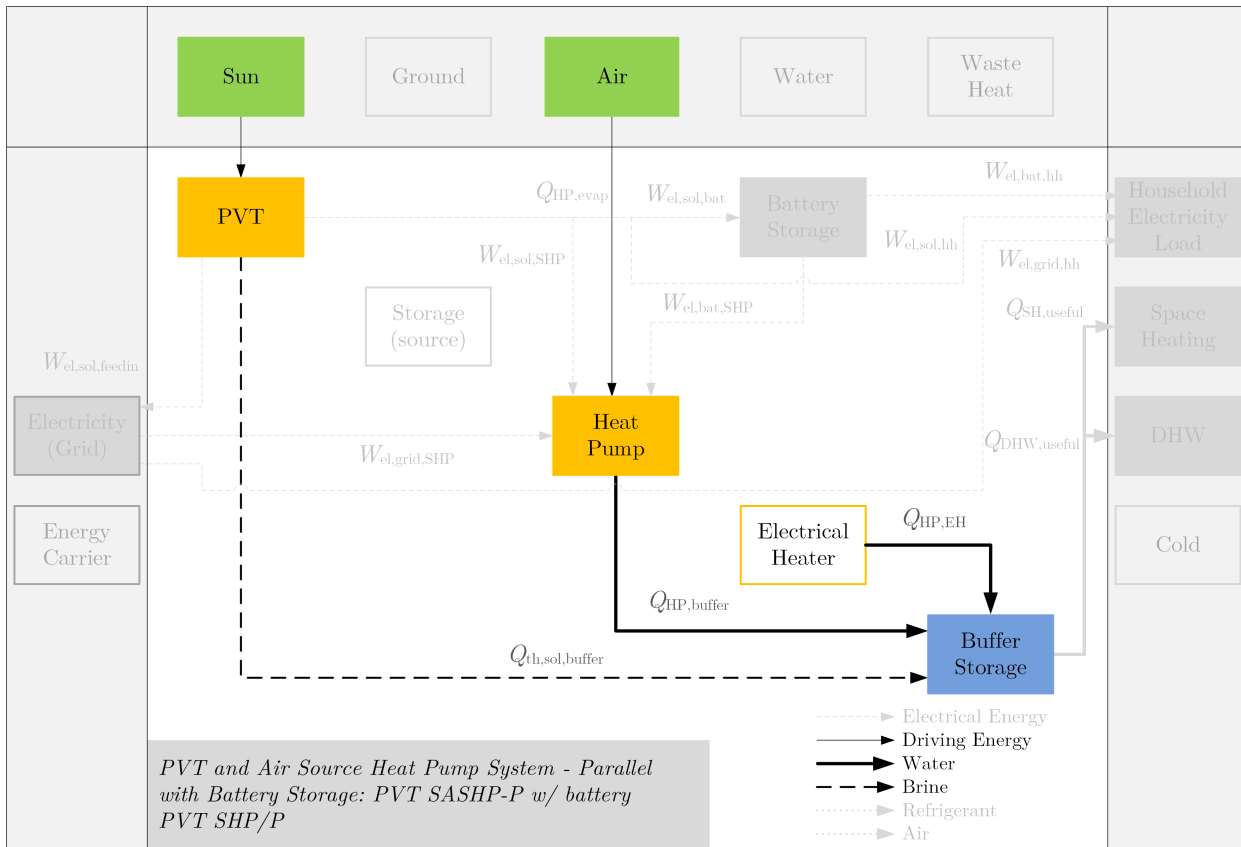 Sun
Ground
Air
Water
Waste
Heat
PVT
Q_HP,evap
W_el,sol,bat
Battery
Storage
W_el,bat,hh
Household
Electricity
Load
W_el,sol,SHP
W_el,sol,hh
W_el,grid,hh
Storage
(source)
W_el,bat,SHP
Q_SH,useful
Space
Heating
W_el,sol,feedin
Electricity
(Grid)
W_el,grid,SHP
Heat
Pump
Q_DHW,useful
DHW
Energy
Carrier
Electrical
Heater
Q_HP,EH
Cold
Q_HP,buffer
Q_th,sol,buffer
Buffer
Storage
Electrical Energy
Driving Energy
Water
Brine
Refrigerant
Air
PVT and Air Source Heat Pump System - Parallel
with Battery Storage: PVT SASHP-P w/ battery
PVT SHP/P